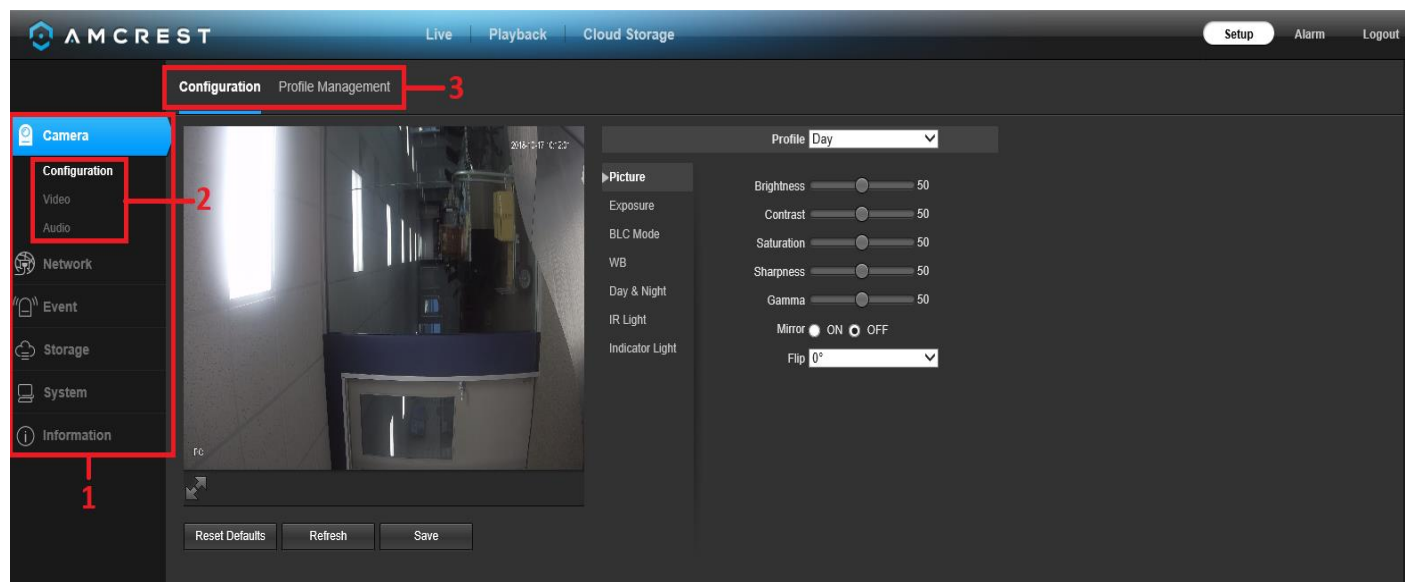 AMCREST
Live Playback Cloud Storage
Setup Alarm Logout
Configuration Profile Management
3
Camera
Configuration
Video
Audio
2
Network
Event
Storage
System
Information
1
Profile Day
Picture
Exposure
BLC Mode
WB
Day & Night
IR Light
Indicator Light
Brightness 50
Contrast 50
Saturation 50
Sharpness 50
Gamma 50
Mirror ON OFF
Flip 0°
Reset Defaults Refresh Save